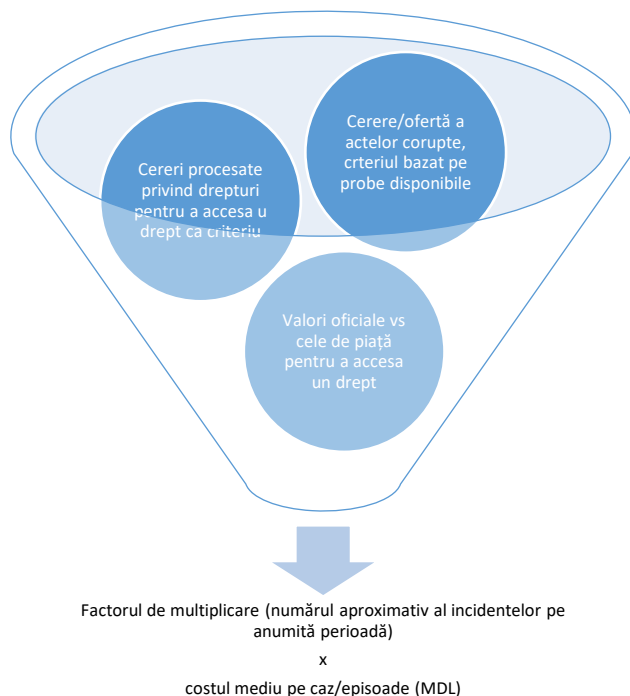 Cerere/ofertă a
actelor corupte,
crteriul bazat pe
probe disponibile
Cereri procesate
privind drepturi
pentru a accesa u
drept ca criteriu
Valori oficiale vs
cele de piață
pentru a accesa
un drept
Factorul de multiplicare (numărul aproximativ al incidentelor pe
anumită perioadă)
x
costul mediu pe caz/episoade (MDL)